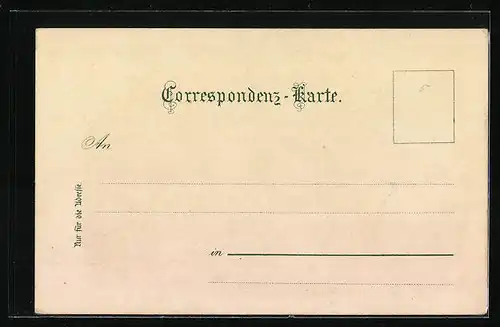 Correspondenz-Karte.
An
Nur für die Adresse.
in